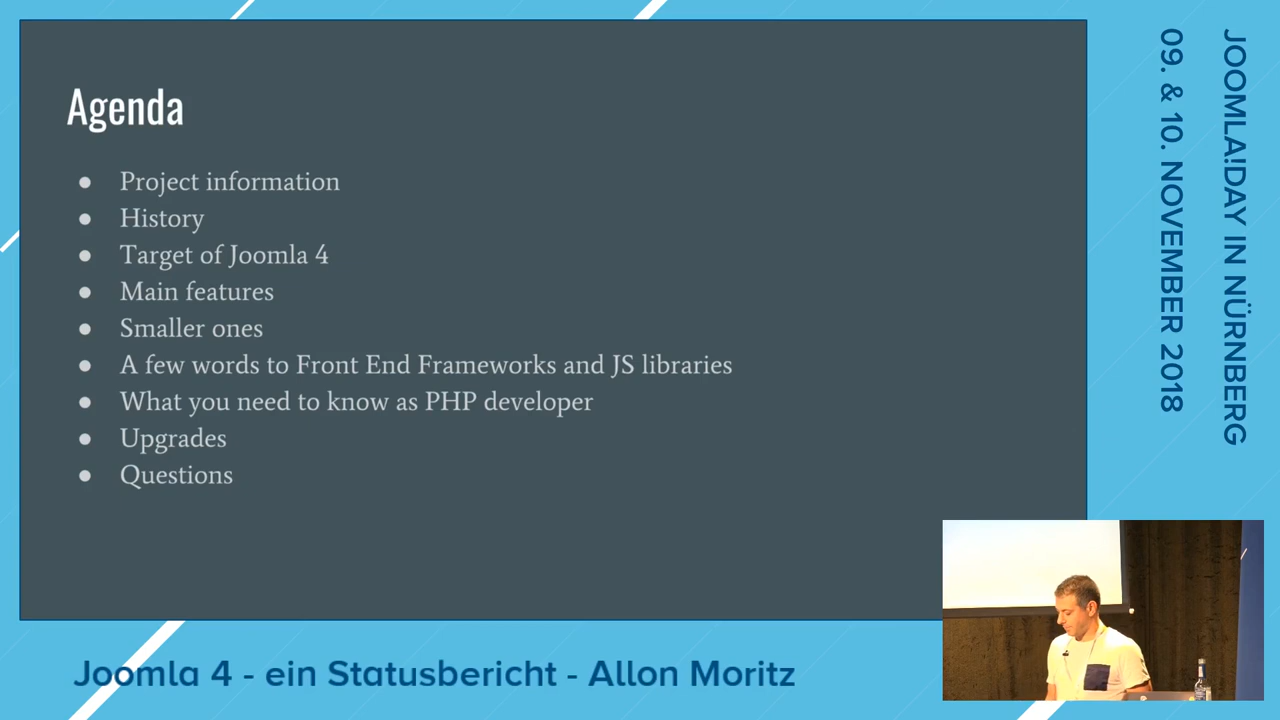 Agenda
● Project information
● History
● Target of Joomla 4
● Main features
● Smaller ones
● A few words to Front End Frameworks and JS libraries
● What you need to know as PHP developer
● Upgrades
● Questions
JOOMLA!DAY IN NÜRNBERG
09. & 10. NOVEMBER 2018
Joomla 4 - ein Statusbericht - Allon Moritz